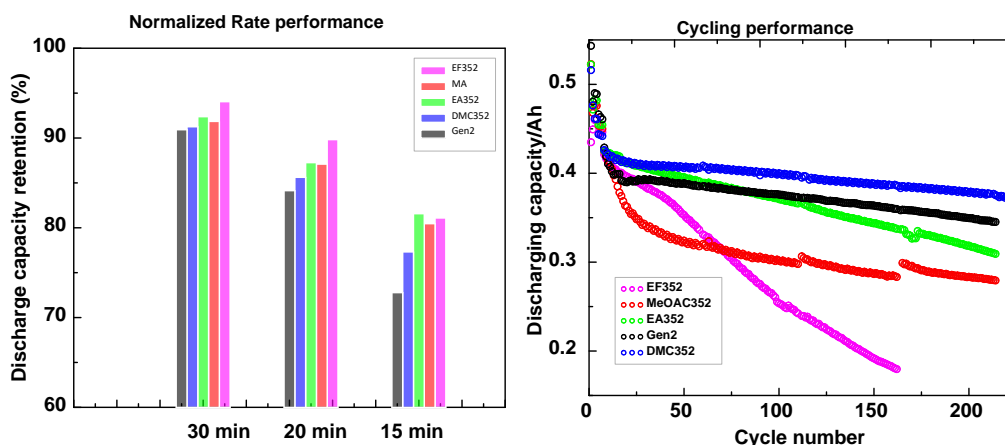 Normalized Rate performance
Discharge capacity retention (%)
100
90
80
70
60
EF352
MA
EA352
DMC352
Gen2
30 min
20 min
15 min
Cycling performance
Discharging capacity/Ah
0.5
0.4
0.3
0.2
EF352
MeOAC352
EA352
Gen2
DMC352
0
50
100
150
200
Cycle number